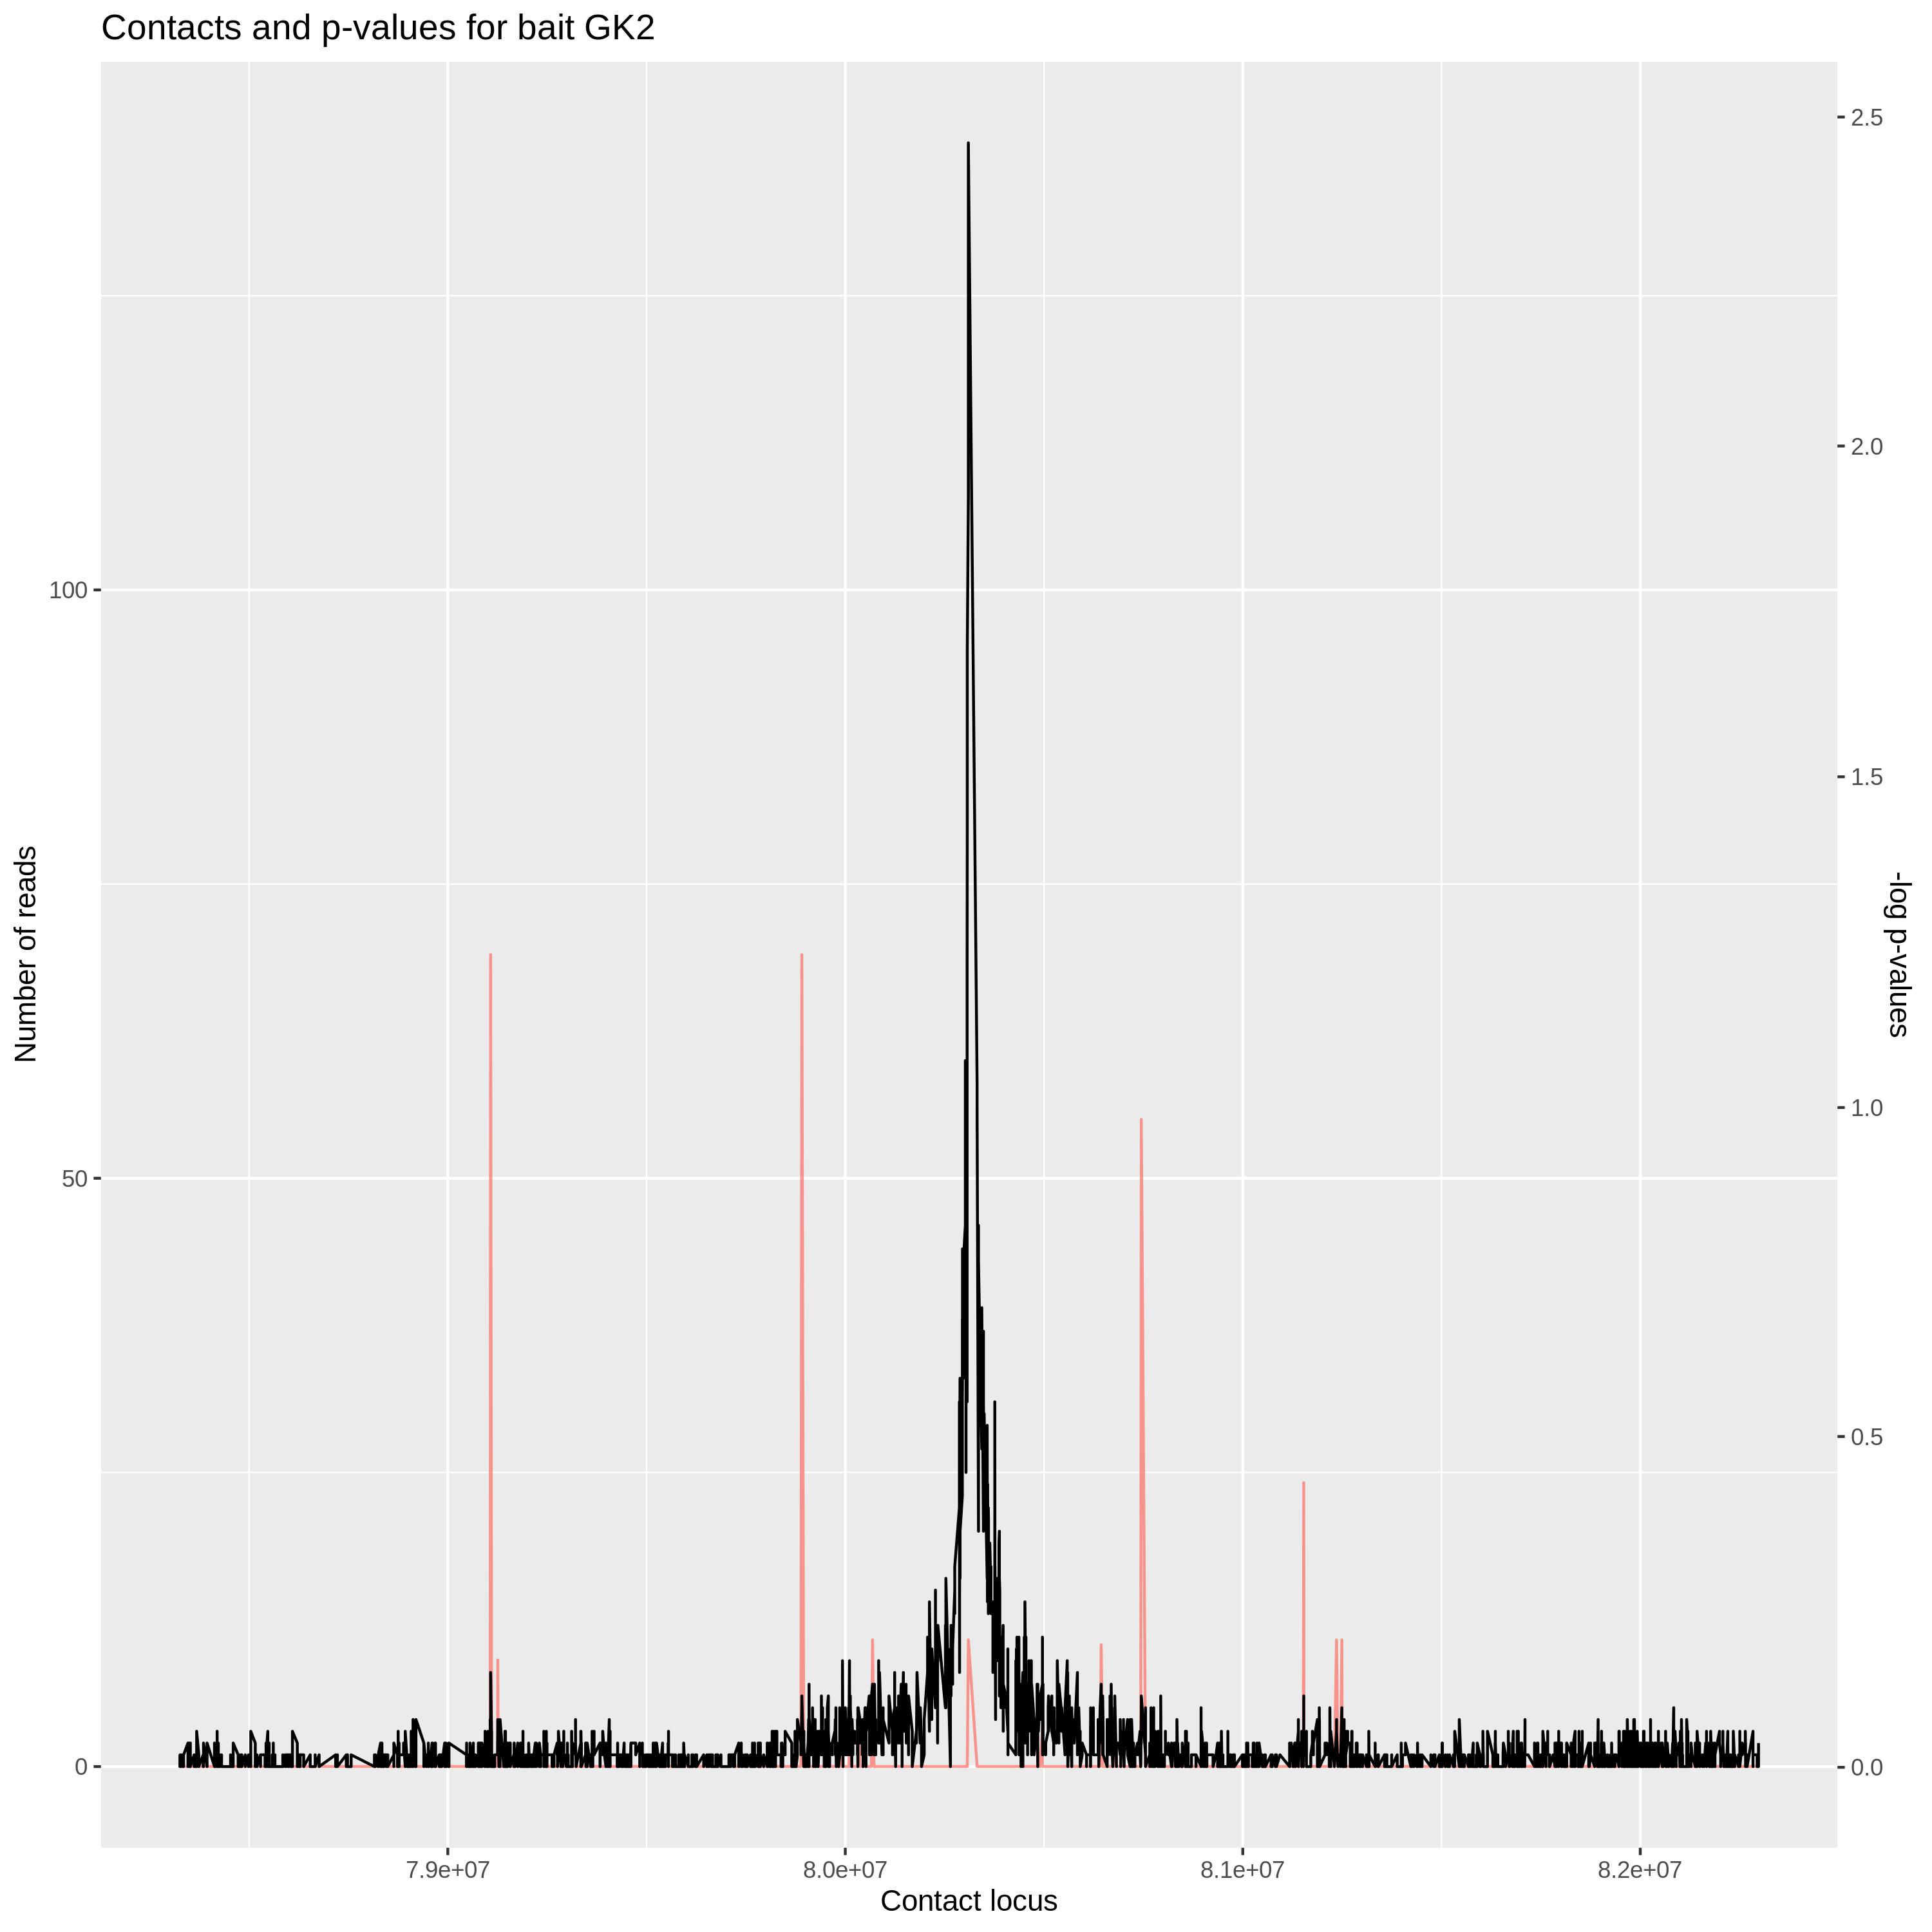 Contacts and p-values for bait GK2
Number of reads
100
50
0
2.5
2.0
1.5
1.0
0.5
0.0
-log p-values
7.9e+07 8.0e+07 8.1e+07 8.2e+07
Contact locus